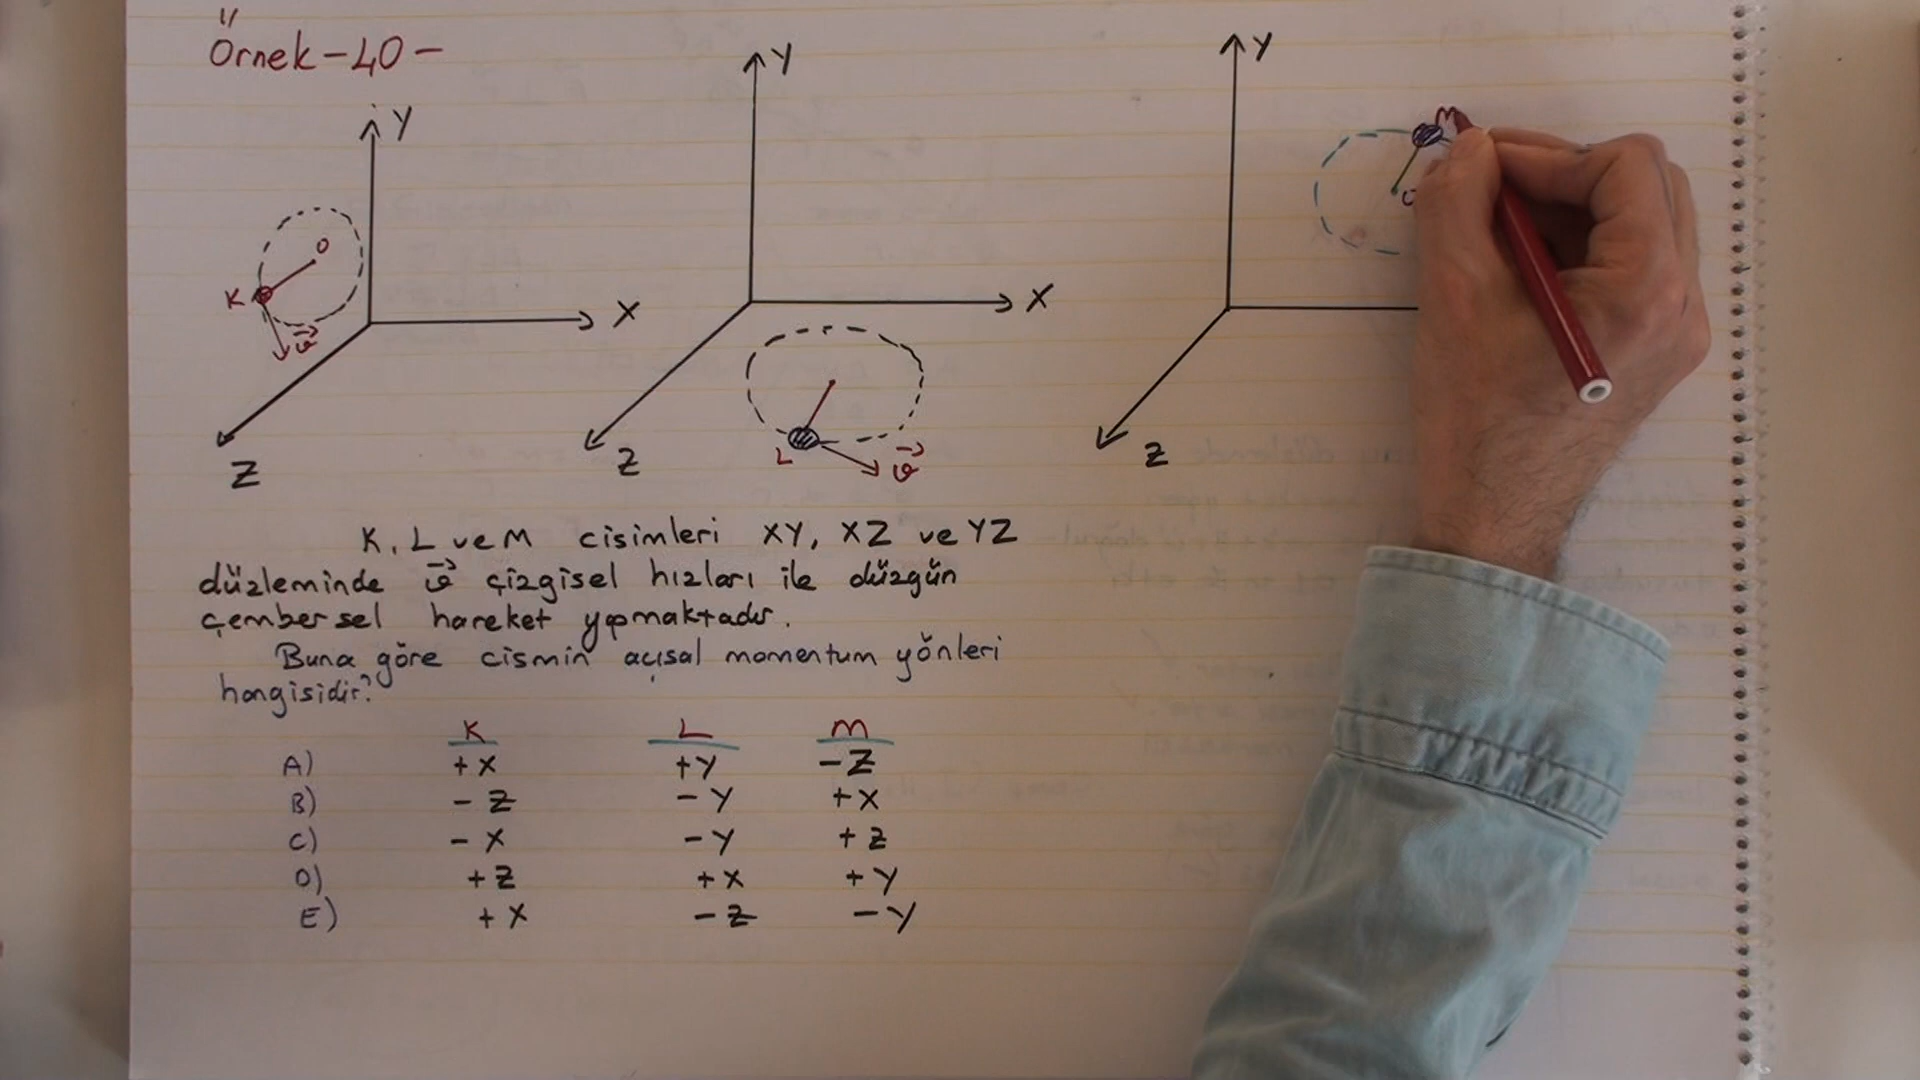 Örnek-40-
Y
X
Z
O
K
v
Y
X
Z
L
v
Y
Z
M
K, L ve M cisimleri XY, XZ ve YZ
düzleminde v çizgisel hızları ile düzgün
çembersel hareket yapmaktadır.
Buna göre cismin açısal momentum yönleri
hangisidir?
K L M
A) +X +Y -Z
B) -Z -Y +X
C) -X -Y +Z
D) +Z +X +Y
E) +X -Z -Y